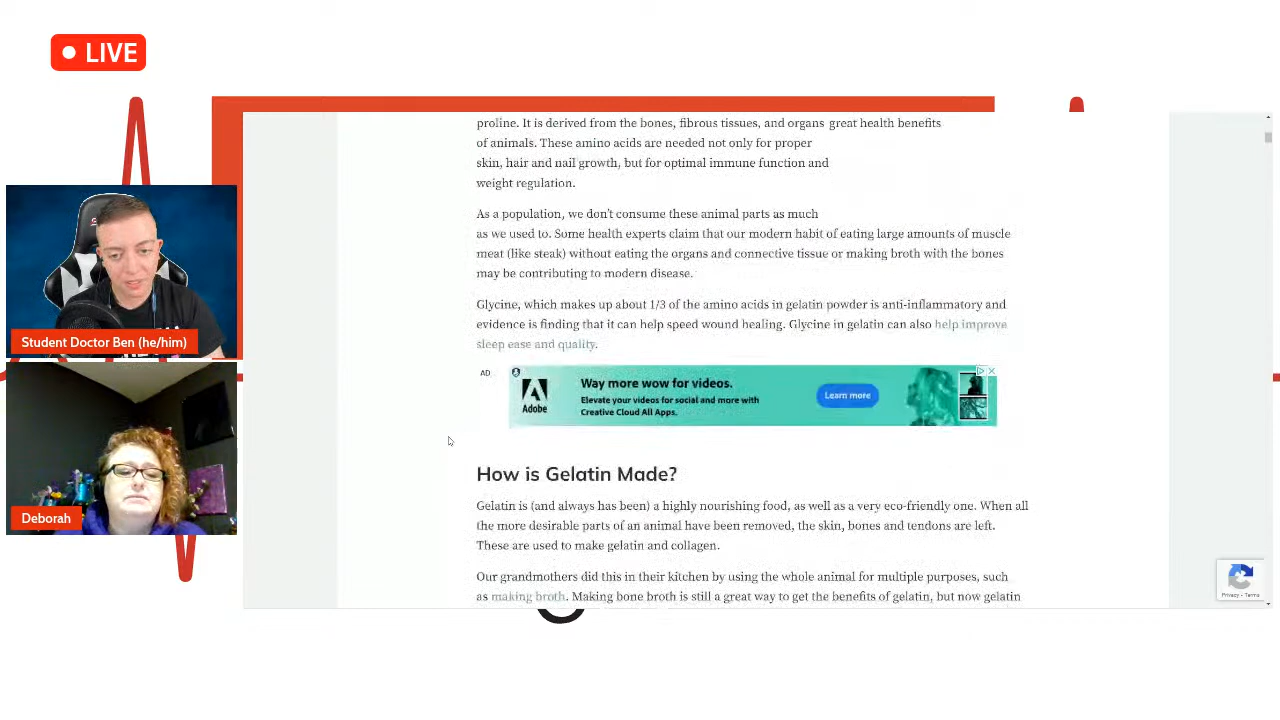 LIVE
proline. It is derived from the bones, fibrous tissues, and organs great health benefits
of animals. These amino acids are needed not only for proper
skin, hair and nail growth, but for optimal immune function and
weight regulation.
As a population, we don't consume these animal parts as much
as we used to. Some health experts claim that our modern habit of eating large amounts of muscle
meat (like steak) without eating the organs and connective tissue or making broth with the bones
may be contributing to modern disease.
Glycine, which makes up about 1/3 of the amino acids in gelatin powder is anti-inflammatory and
evidence is finding that it can help speed wound healing. Glycine in gelatin can also help improve
sleep ease and quality.
AD
Adobe
Way more wow for videos.
Elevate your videos for social and more with
Creative Cloud All Apps.
Learn more
How is Gelatin Made?
Gelatin is (and always has been) a highly nourishing food, as well as a very eco-friendly one. When all
the more desirable parts of an animal have been removed, the skin, bones and tendons are left.
These are used to make gelatin and collagen.
Our grandmothers did this in their kitchen by using the whole animal for multiple purposes, such
as making broth. Making bone broth is still a great way to get the benefits of gelatin, but now gelatin
Student Doctor Ben (he/him)
Deborah
Privacy - Terms